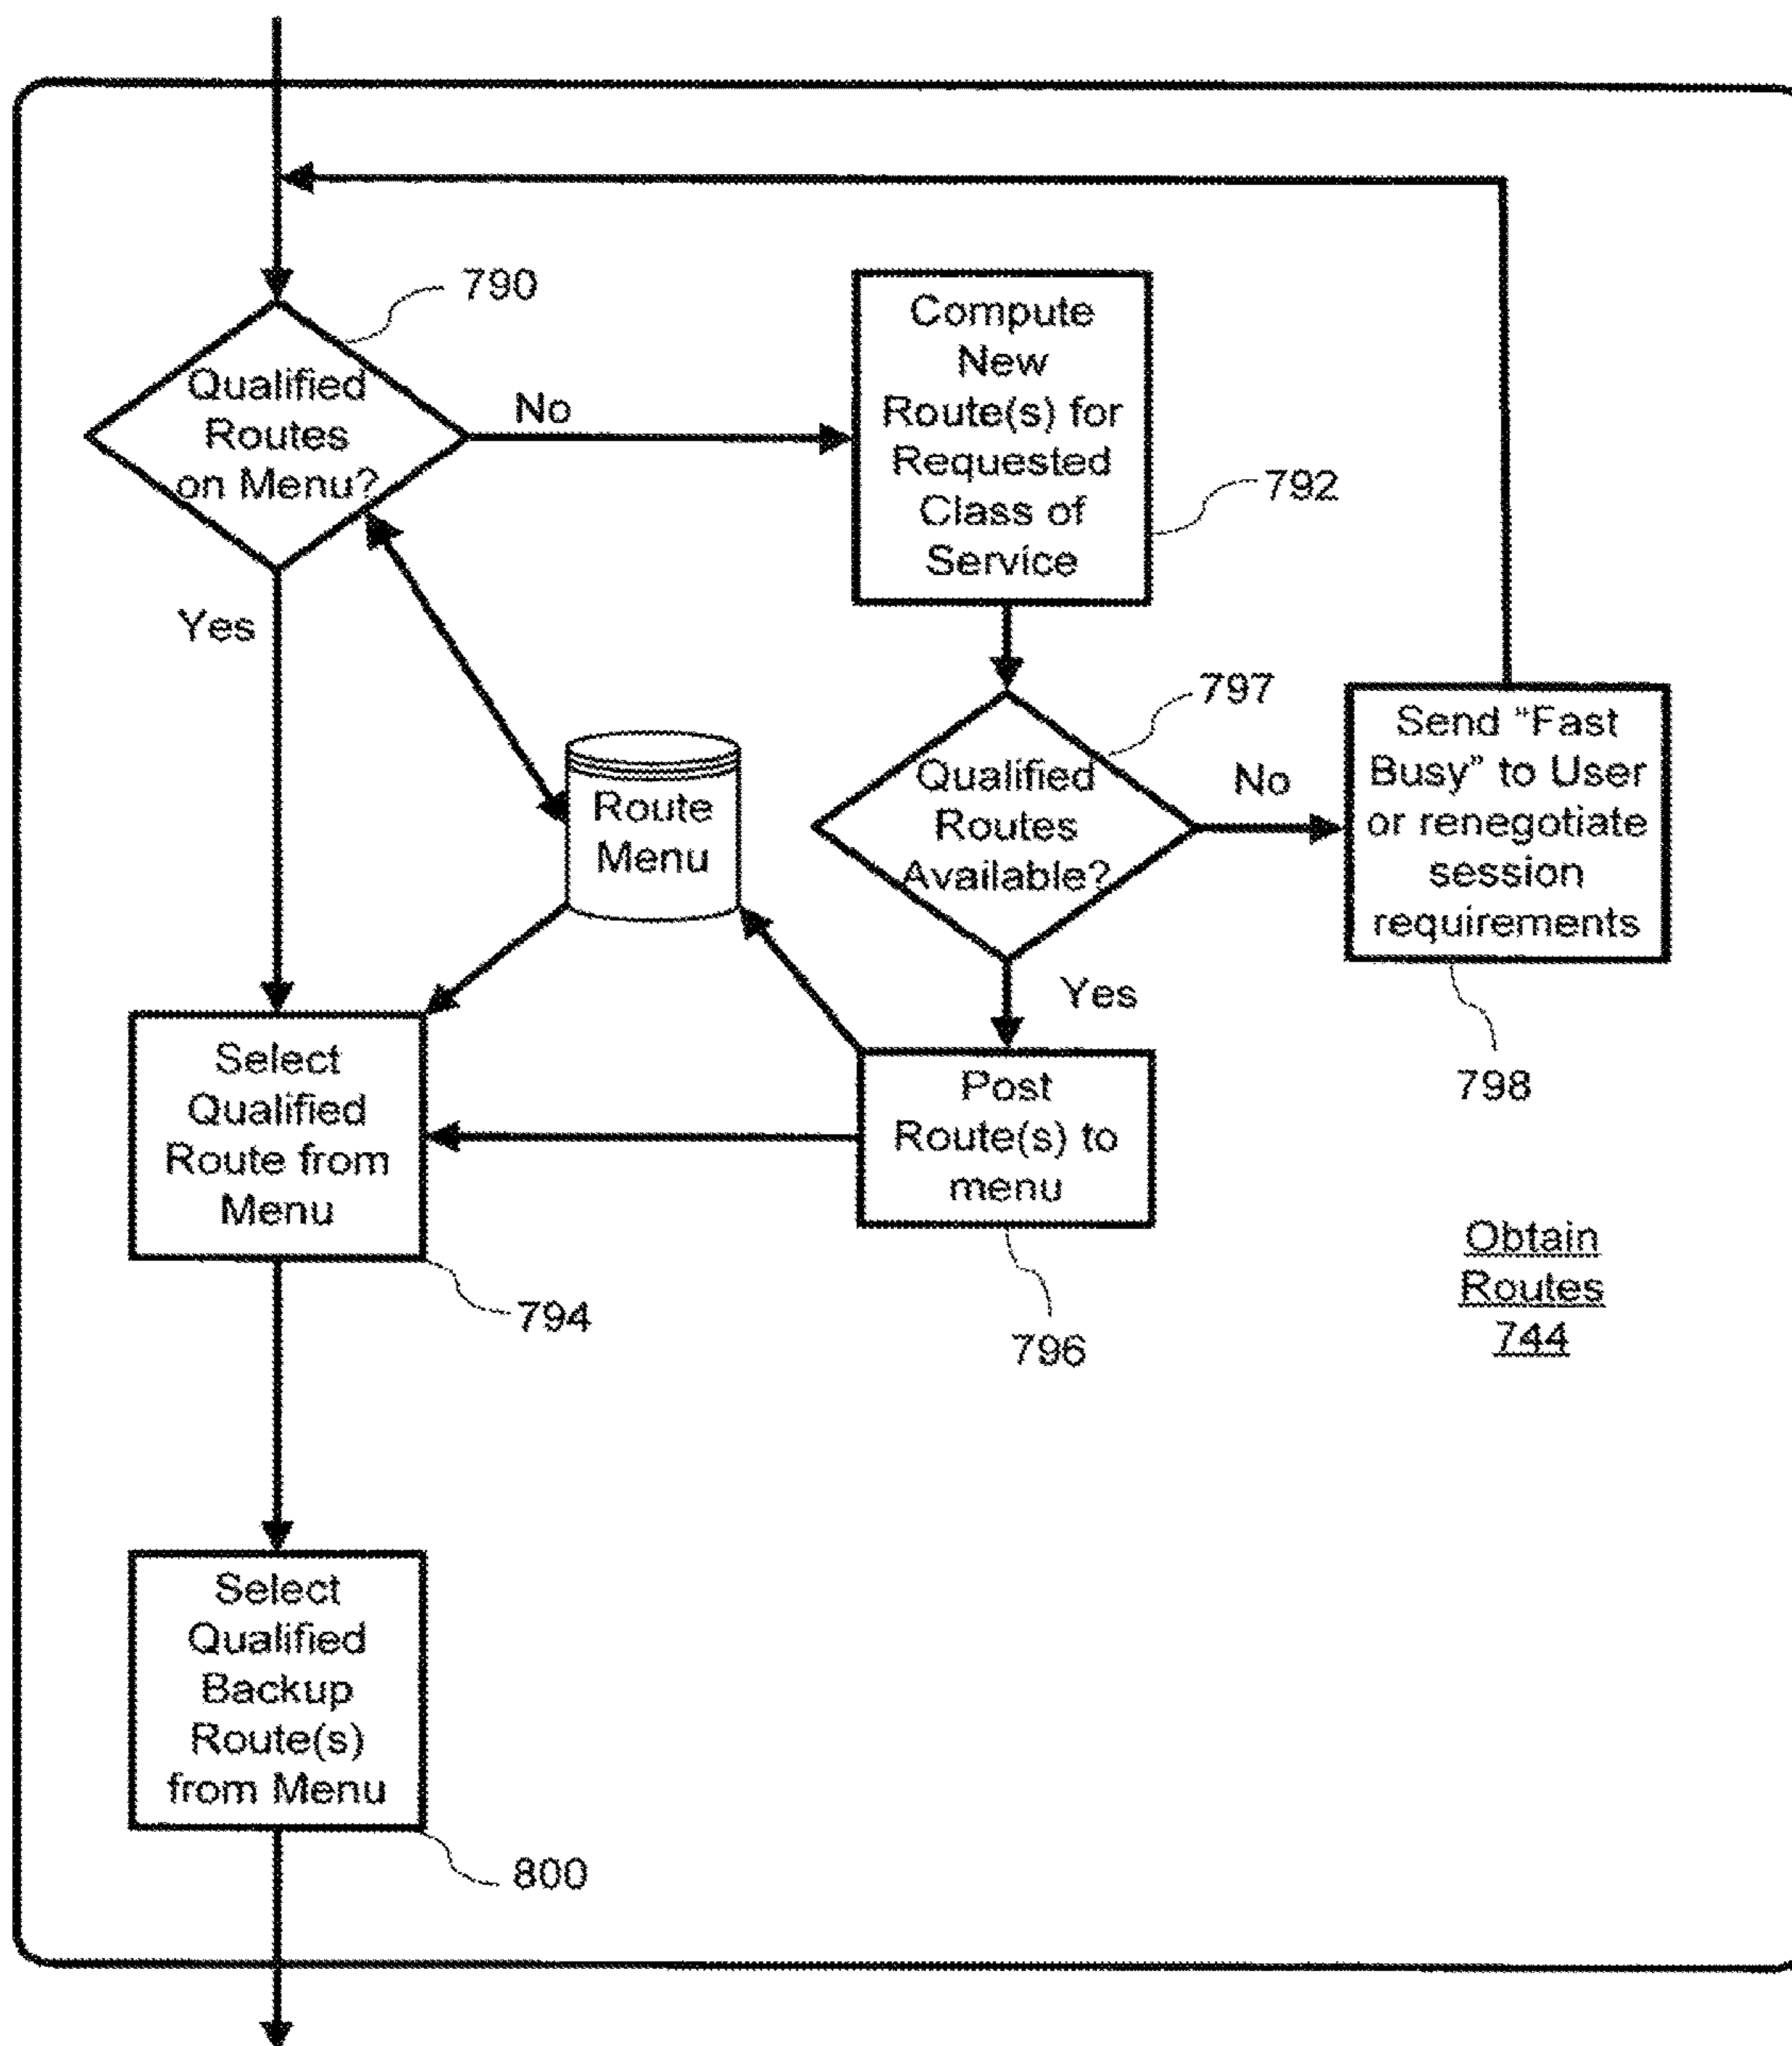 790
Qualified
Routes
on Menu?
No
Yes
Compute
New
Route(s) for
Requested
Class of
Service
792
797
Qualified
Routes
Available?
No
Yes
Send "Fast
Busy" to User
or renegotiate
session
requirements
798
Route
Menu
Select
Qualified
Route from
Menu
794
Post
Route(s) to
menu
796
Obtain
Routes
744
Select
Qualified
Backup
Route(s)
from Menu
800